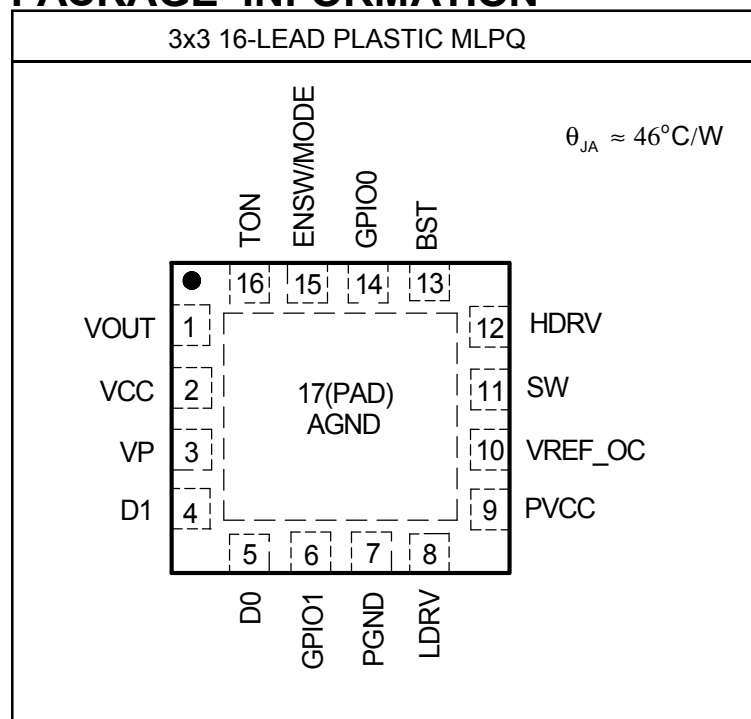 PACKAGE INFORMATION
3x3 16-LEAD PLASTIC MLPQ
θJA ≈ 46°C/W
TON
ENSW/MODE
GPIO0
BST
16 15 14 13
VOUT 1
VCC 2
VP 3
D1 4
17(PAD)
AGND
12 HDRV
11 SW
10 VREF_OC
9 PVCC
5 6 7 8
D0
GPIO1
PGND
LDRV